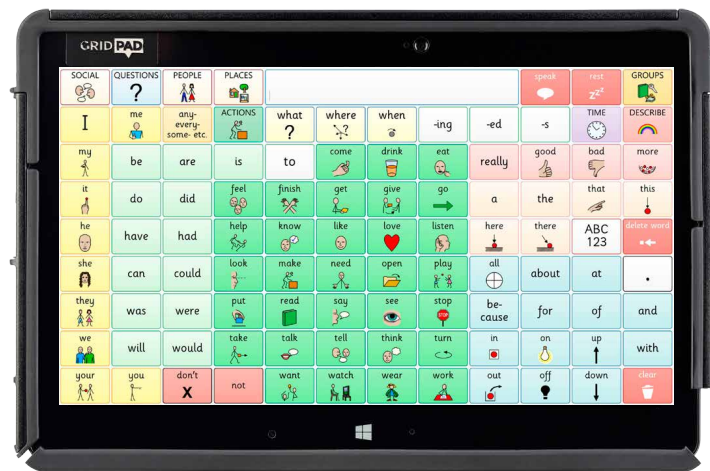 GRID PAD
SOCIAL QUESTIONS PEOPLE PLACES speak rest GROUPS
? zzz
I me any- ACTIONS what where when -ing -ed -s TIME DESCRIBE
every- ? ?
some- etc.
my be are is to come drink eat really good bad more
it do did feel finish get give go a the that this
he have had help know like love listen here there ABC delete word
123
she can could look make need open play all about at .
they was were put read say see stop be- for of and
STOP cause
we will would take talk tell think turn in on up with
your you don't not want watch wear work out off down clear
X